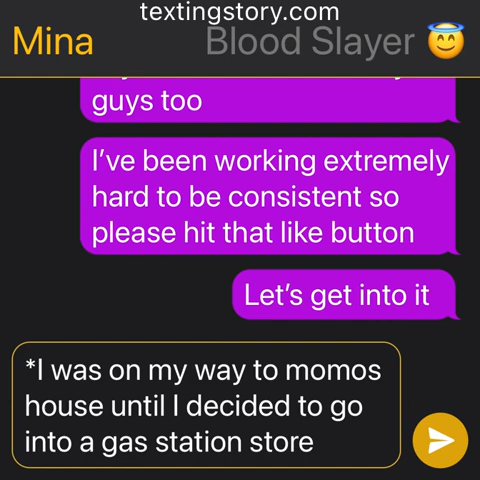 textingstory.com
Mina Blood Slayer 😇
guys too
I’ve been working extremely
hard to be consistent so
please hit that like button
Let’s get into it
*I was on my way to momos
house until I decided to go
into a gas station store